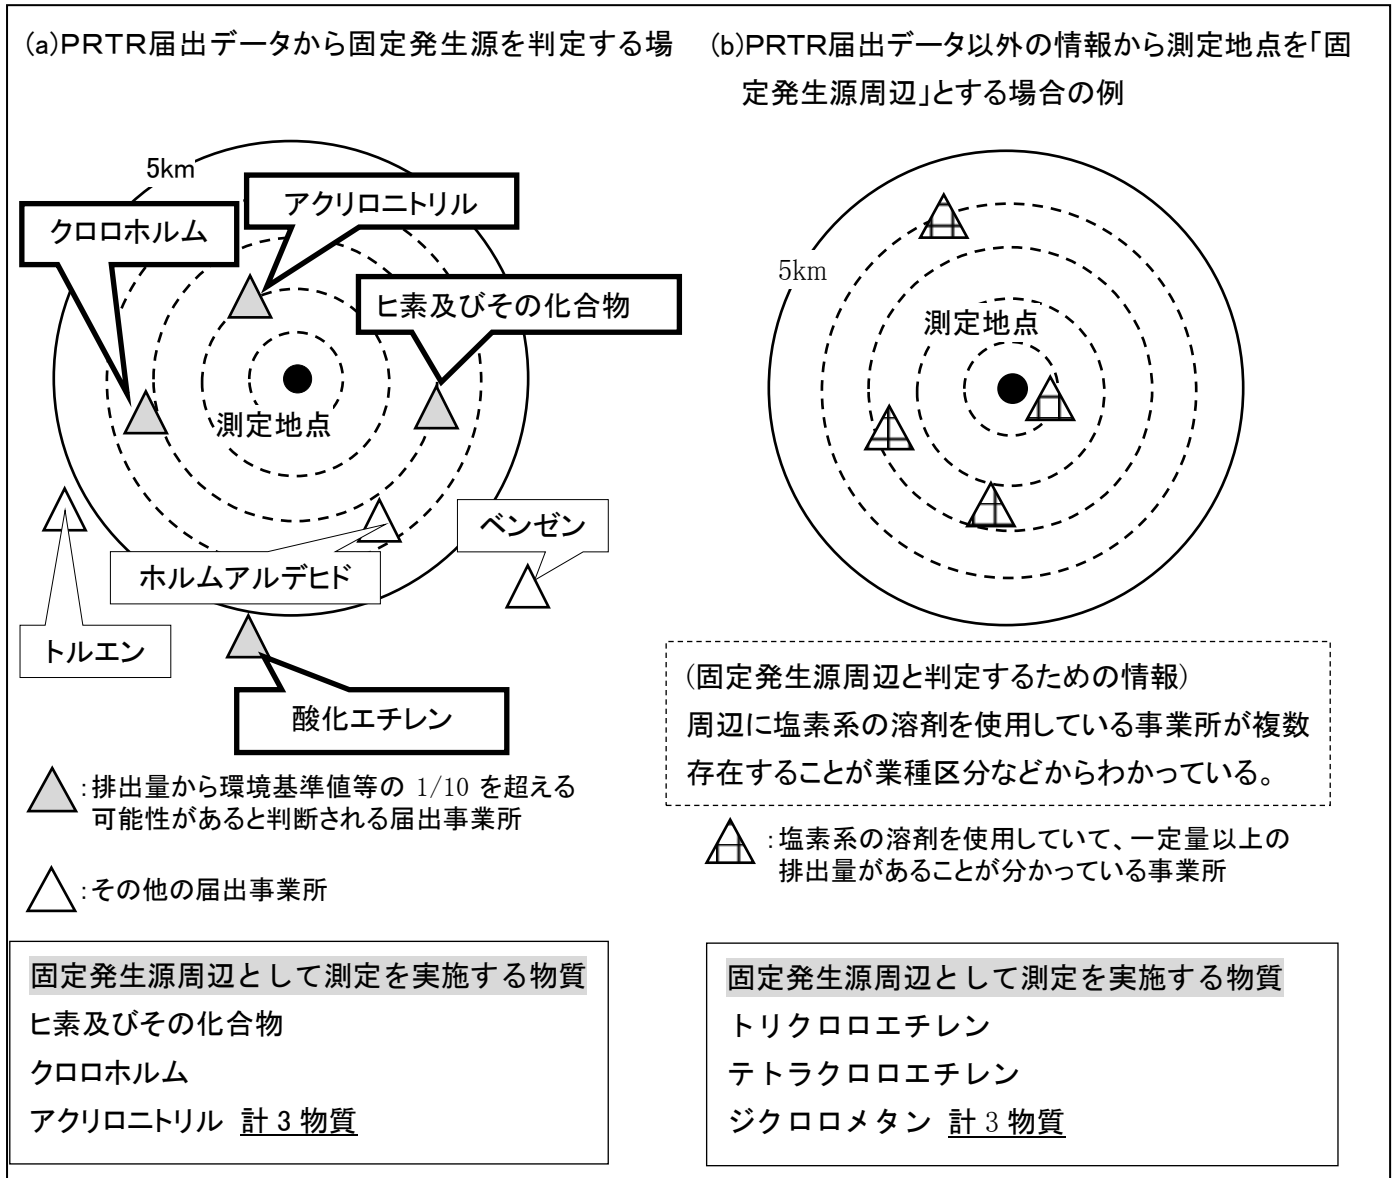 (a)PRTR届出データから固定発生源を判定する場
5km
アクリロニトリル
クロロホルム
ヒ素及びその化合物
測定地点
ベンゼン
ホルムアルデヒド
トルエン
酸化エチレン
:排出量から環境基準値等の 1/10 を超える
可能性があると判断される届出事業所
:その他の届出事業所
固定発生源周辺として測定を実施する物質
ヒ素及びその化合物
クロロホルム
アクリロニトリル 計 3 物質
(b)PRTR届出データ以外の情報から測定地点を「固
定発生源周辺」とする場合の例
5km
測定地点
(固定発生源周辺と判定するための情報)
周辺に塩素系の溶剤を使用している事業所が複数
存在することが業種区分などからわかっている。
:塩素系の溶剤を使用していて、一定量以上の
排出量があることが分かっている事業所
固定発生源周辺として測定を実施する物質
トリクロロエチレン
テトラクロロエチレン
ジクロロメタン 計 3 物質